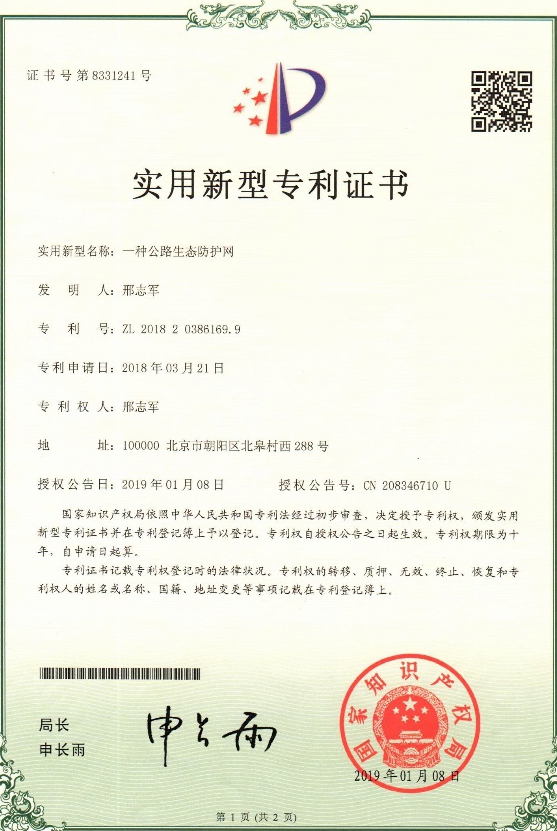 证书号第8331241号
实用新型专利证书
实用新型名称：一种公路生态防护网
发明人：邢志军
专利号：ZL 2018 2 0386169.9
专利申请日：2018年03月21日
专利权人：邢志军
地址：100000 北京市朝阳区北皋村西288号
授权公告日：2019年01月08日 授权公告号：CN 208346710 U
国家知识产权局依照中华人民共和国专利法经过初步审查，决定授予专利权，颁发实用
新型专利证书并在专利登记簿上予以登记。专利权自授权公告之日起生效。专利权期限为十
年，自申请日起算。
专利证书记载专利权登记时的法律状况。专利权的转移、质押、无效、终止、恢复和专
利权人的姓名或名称、国籍、地址变更等事项记载在专利登记簿上。
局长
申长雨
申长雨
国家知识产权局
2019年01月08日
第1页(共2页)